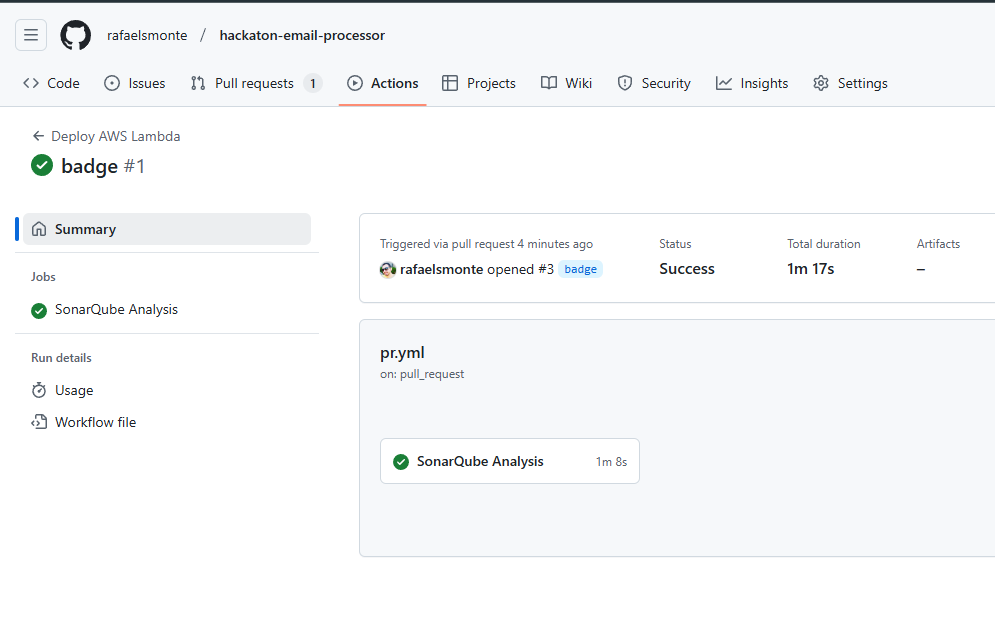 rafaelsmonte / hackaton-email-processor
Code Issues Pull requests 1 Actions Projects Wiki Security Insights Settings
← Deploy AWS Lambda
badge #1
Summary
Jobs
SonarQube Analysis
Run details
Usage
Workflow file
Triggered via pull request 4 minutes ago
rafaelsmonte opened #3 badge
Status
Success
Total duration
1m 17s
Artifacts
–
pr.yml
on: pull_request
SonarQube Analysis 1m 8s